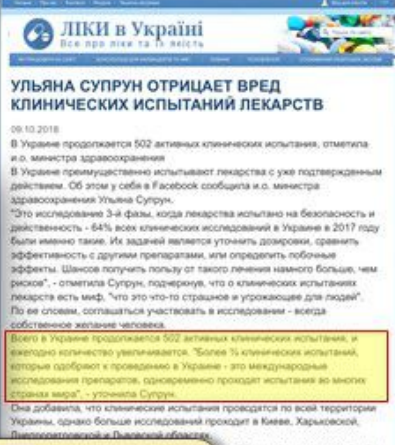 ЛІКИ в Україні
Все про ліки та їх якість
УЛЬЯНА СУПРУН ОТРИЦАЕТ ВРЕД
КЛИНИЧЕСКИХ ИСПЫТАНИЙ ЛЕКАРСТВ
09.10.2018
В Украине продолжается 502 активных клинических испытания, отметила
и.о. министра здравоохранения
В Украине преимущественно испытывают лекарства с уже подтвержденным
действием. Об этом у себя в Facebook сообщила и.о. министра
здравоохранения Ульяна Супрун.
"Это исследование 3-й фазы, когда лекарства испытано на безопасность и
действенность - 64% всех клинических исследований в Украине в 2017 году
были именно такие. Их задачей является уточнить дозировки, сравнить
эффективность с другими препаратами, или определить побочные
эффекты. Шансов получить пользу от такого лечения намного больше, чем
рисков", - отметила Супрун, подчеркнув, что о клинических испытаниях
лекарств есть миф, "что это что-то страшное и угрожающее для людей".
По ее словам, соглашаться участвовать в исследовании - всегда
собственное желание человека.
Всего в Украине продолжается 502 активных клинических испытания, и
ежегодно количество увеличивается. "Более ¾ клинических испытаний,
которые одобряют к проведению в Украине - это международные
исследования препаратов, одновременно проходят испытания во многих
странах мира", - уточнила Супрун.
Она добавила, что клинические испытания проводятся по всей территории
Украины, однако больше исследований проходит в Киеве, Харьковской,
Днепропетровской и Львовской областях.